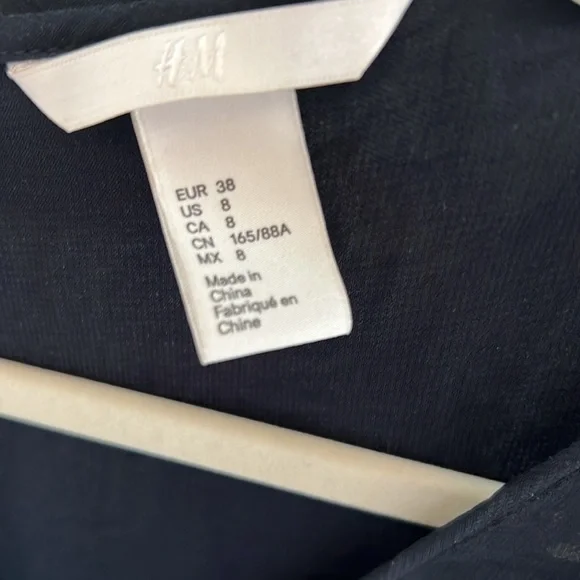 H&M
EUR 38
US 8
CA 8
CN 165/88A
MX 8
Made in
China
Fabriqué en
Chine